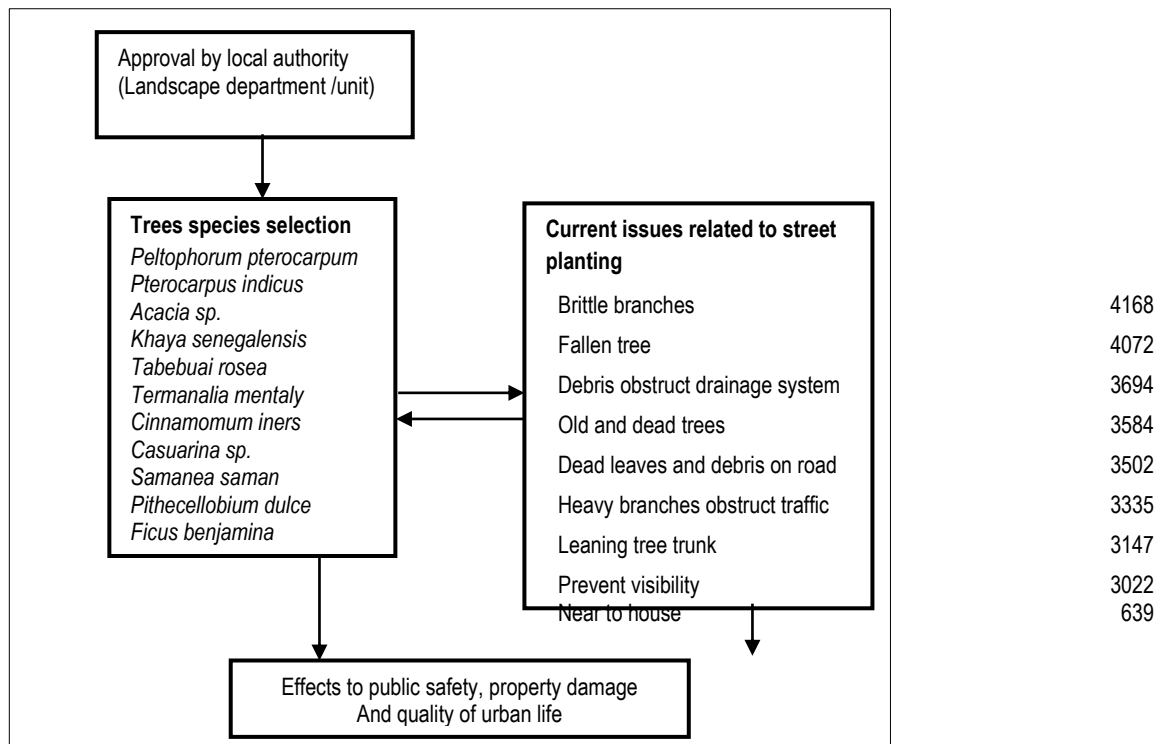 Approval by local authority
(Landscape department /unit)
Trees species selection
Peltophorum pterocarpum
Pterocarpus indicus
Acacia sp.
Khaya senegalensis
Tabebuai rosea
Termanalia mentaly
Cinnamomum iners
Casuarina sp.
Samanea saman
Pithecellobium dulce
Ficus benjamina
Current issues related to street
planting
Brittle branches 4168
Fallen tree 4072
Debris obstruct drainage system 3694
Old and dead trees 3584
Dead leaves and debris on road 3502
Heavy branches obstruct traffic 3335
Leaning tree trunk 3147
Prevent visibility 3022
Near to house 639
Effects to public safety, property damage
And quality of urban life